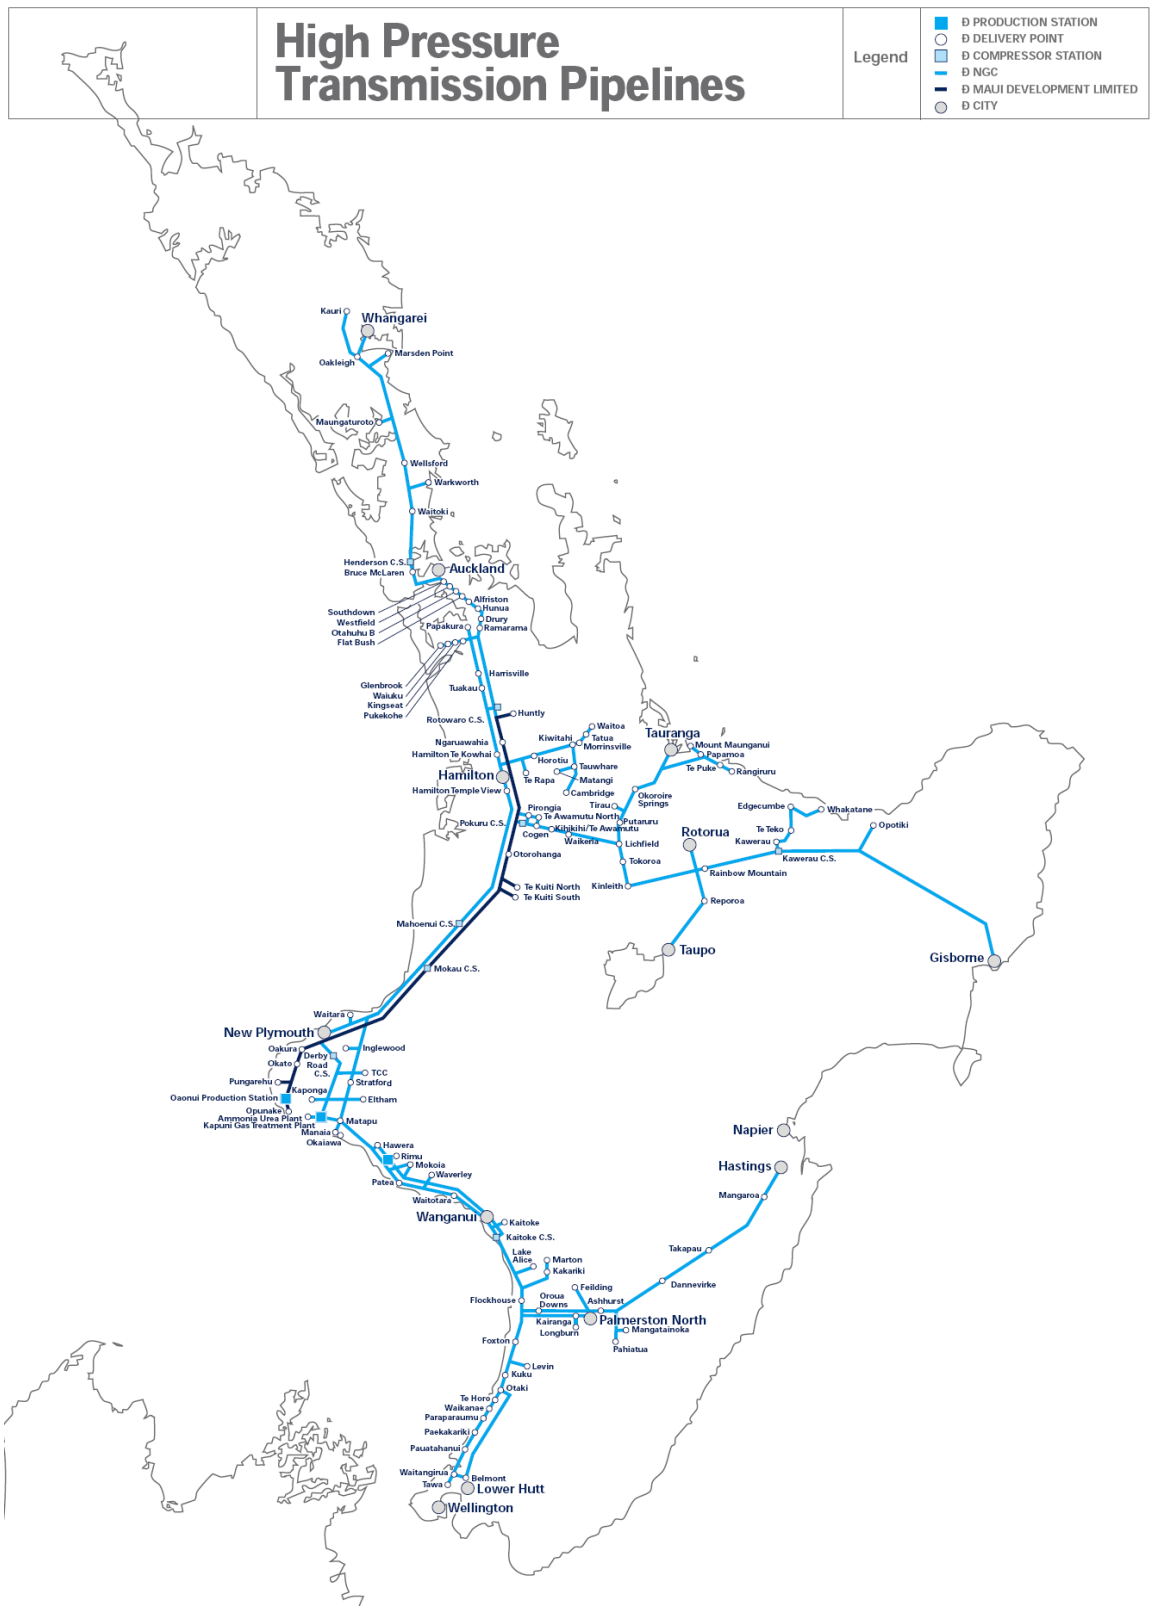 High Pressure
Transmission Pipelines
Legend
Ð PRODUCTION STATION
Ð DELIVERY POINT
Ð COMPRESSOR STATION
Ð NGC
Ð MAUI DEVELOPMENT LIMITED
Ð CITY
Kauri
Whangarei
Marsden Point
Oakleigh
Maungaturoto
Wellsford
Warkworth
Waitoki
Henderson C.S.
Bruce McLaren
Auckland
Alfriston
Hunua
Southdown
Westfield
Otahuhu B
Flat Bush
Drury
Papakura
Ramarama
Harrisville
Glenbrook
Waiuku
Kingseat
Pukekohe
Tuakau
Huntly
Rotowaro C.S.
Waitoa
Tatua
Kiwitahi
Morrinsville
Ngaruawahia
Hamilton Te Kowhai
Horotiu
Tauwhare
Hamilton
Te Rapa
Matangi
Hamilton Temple View
Cambridge
Tauranga
Mount Maunganui
Papamoa
Te Puke
Rangiruru
Okoroire
Springs
Tirau
Pirongia
Te Awamutu North
Pokuru C.S.
Putaruru
Kihikihi/Te Awamutu
Cogen
Waikeria
Lichfield
Edgecumbe
Whakatane
Te Teko
Opotiki
Rotorua
Kawerau
Kawerau C.S.
Otorohanga
Tokoroa
Rainbow Mountain
Te Kuiti North
Kinleith
Te Kuiti South
Reporoa
Mahoenui C.S.
Taupo
Gisborne
Mokau C.S.
Waitara
New Plymouth
Oakura
Inglewood
Derby
Road
C.S.
Okato
TCC
Pungarehu
Stratford
Kaponga
Oaonui Production Station
Eltham
Opunake
Ammonia Urea Plant
Kapuni Gas Treatment Plant
Matapu
Manaia
Okaiawa
Hawera
Rimu
Mokoia
Waverley
Patea
Waitotara
Napier
Hastings
Mangaroa
Wanganui
Kaitoke
Kaitoke C.S.
Lake
Alice
Marton
Kakariki
Takapau
Dannevirke
Feilding
Flockhouse
Oroua
Downs
Ashhurst
Kairanga
Palmerston North
Longburn
Mangatainoka
Foxton
Pahiatua
Levin
Kuku
Otaki
Te Horo
Waikanae
Paraparaumu
Paekakariki
Pauatahanui
Waitangirua
Belmont
Tawa
Lower Hutt
Wellington